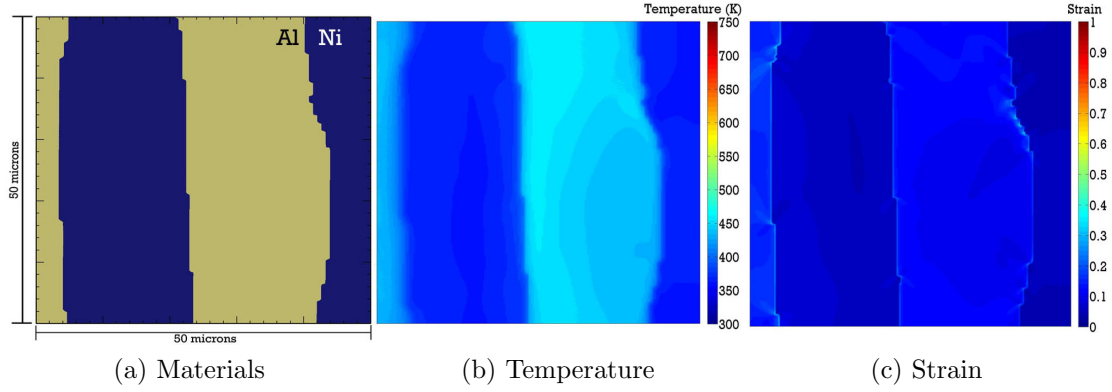 Temperature (K)
Strain
Al Ni
750
700
650
600
550
500
450
400
350
300
1
0.9
0.8
0.7
0.6
0.5
0.4
0.3
0.2
0.1
0
50 microns
50 microns
(a) Materials
(b) Temperature
(c) Strain